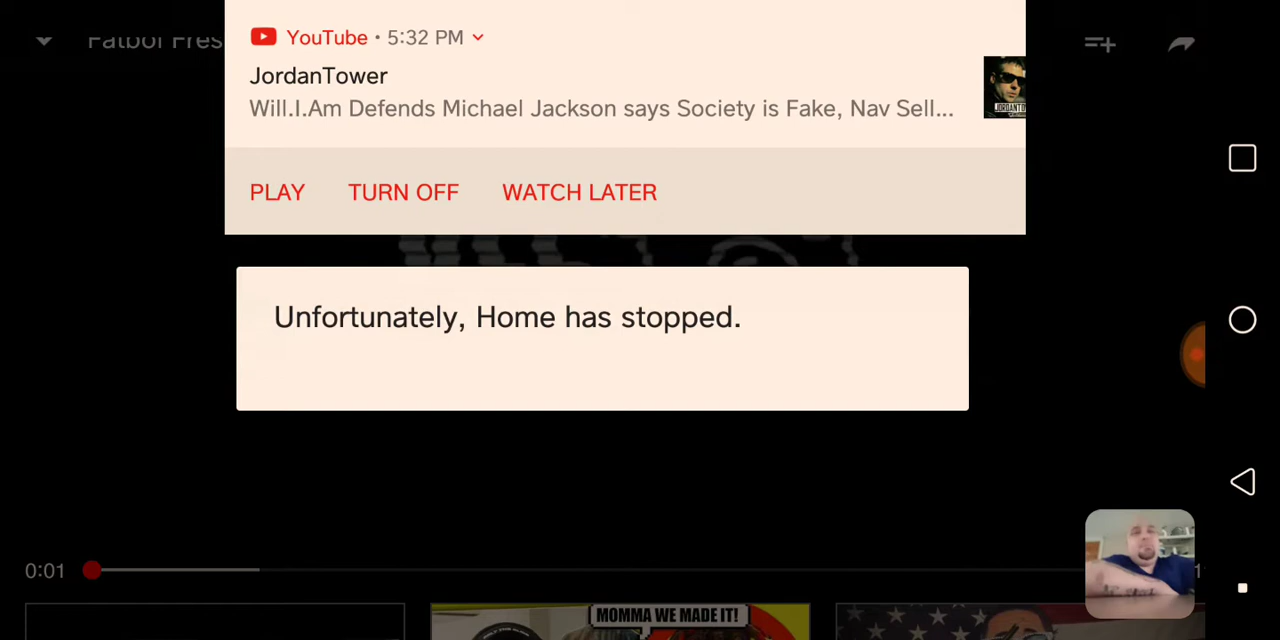 YouTube • 5:32 PM
JordanTower
Will.I.Am Defends Michael Jackson says Society is Fake, Nav Sell...
PLAY TURN OFF WATCH LATER
Unfortunately, Home has stopped.
0:01
MOMMA WE MADE IT!